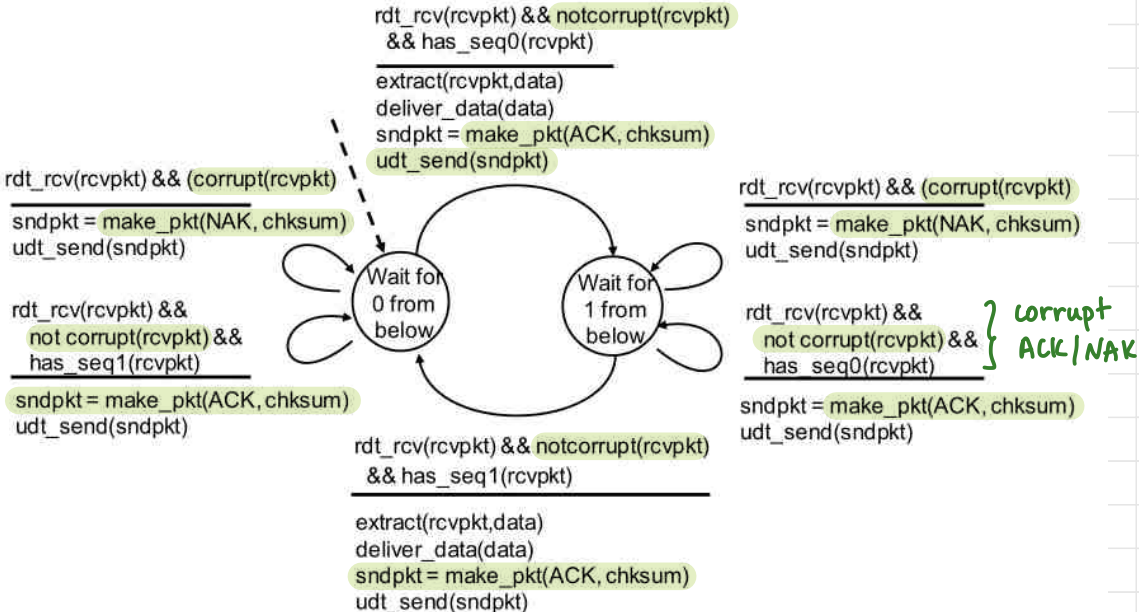 rdt_rcv(rcvpkt) && notcorrupt(rcvpkt)
&& has_seq0(rcvpkt)
extract(rcvpkt,data)
deliver_data(data)
sndpkt = make_pkt(ACK, chksum)
udt_send(sndpkt)
rdt_rcv(rcvpkt) && (corrupt(rcvpkt)
sndpkt = make_pkt(NAK, chksum)
udt_send(sndpkt)
rdt_rcv(rcvpkt) &&
not corrupt(rcvpkt) &&
has_seq1(rcvpkt)
sndpkt = make_pkt(ACK, chksum)
udt_send(sndpkt)
Wait for
0 from
below
Wait for
1 from
below
rdt_rcv(rcvpkt) && (corrupt(rcvpkt)
sndpkt = make_pkt(NAK, chksum)
udt_send(sndpkt)
rdt_rcv(rcvpkt) &&
not corrupt(rcvpkt) &&
has_seq0(rcvpkt)
corrupt
ACK/NAK
sndpkt = make_pkt(ACK, chksum)
udt_send(sndpkt)
rdt_rcv(rcvpkt) && notcorrupt(rcvpkt)
&& has_seq1(rcvpkt)
extract(rcvpkt,data)
deliver_data(data)
sndpkt = make_pkt(ACK, chksum)
udt_send(sndpkt)